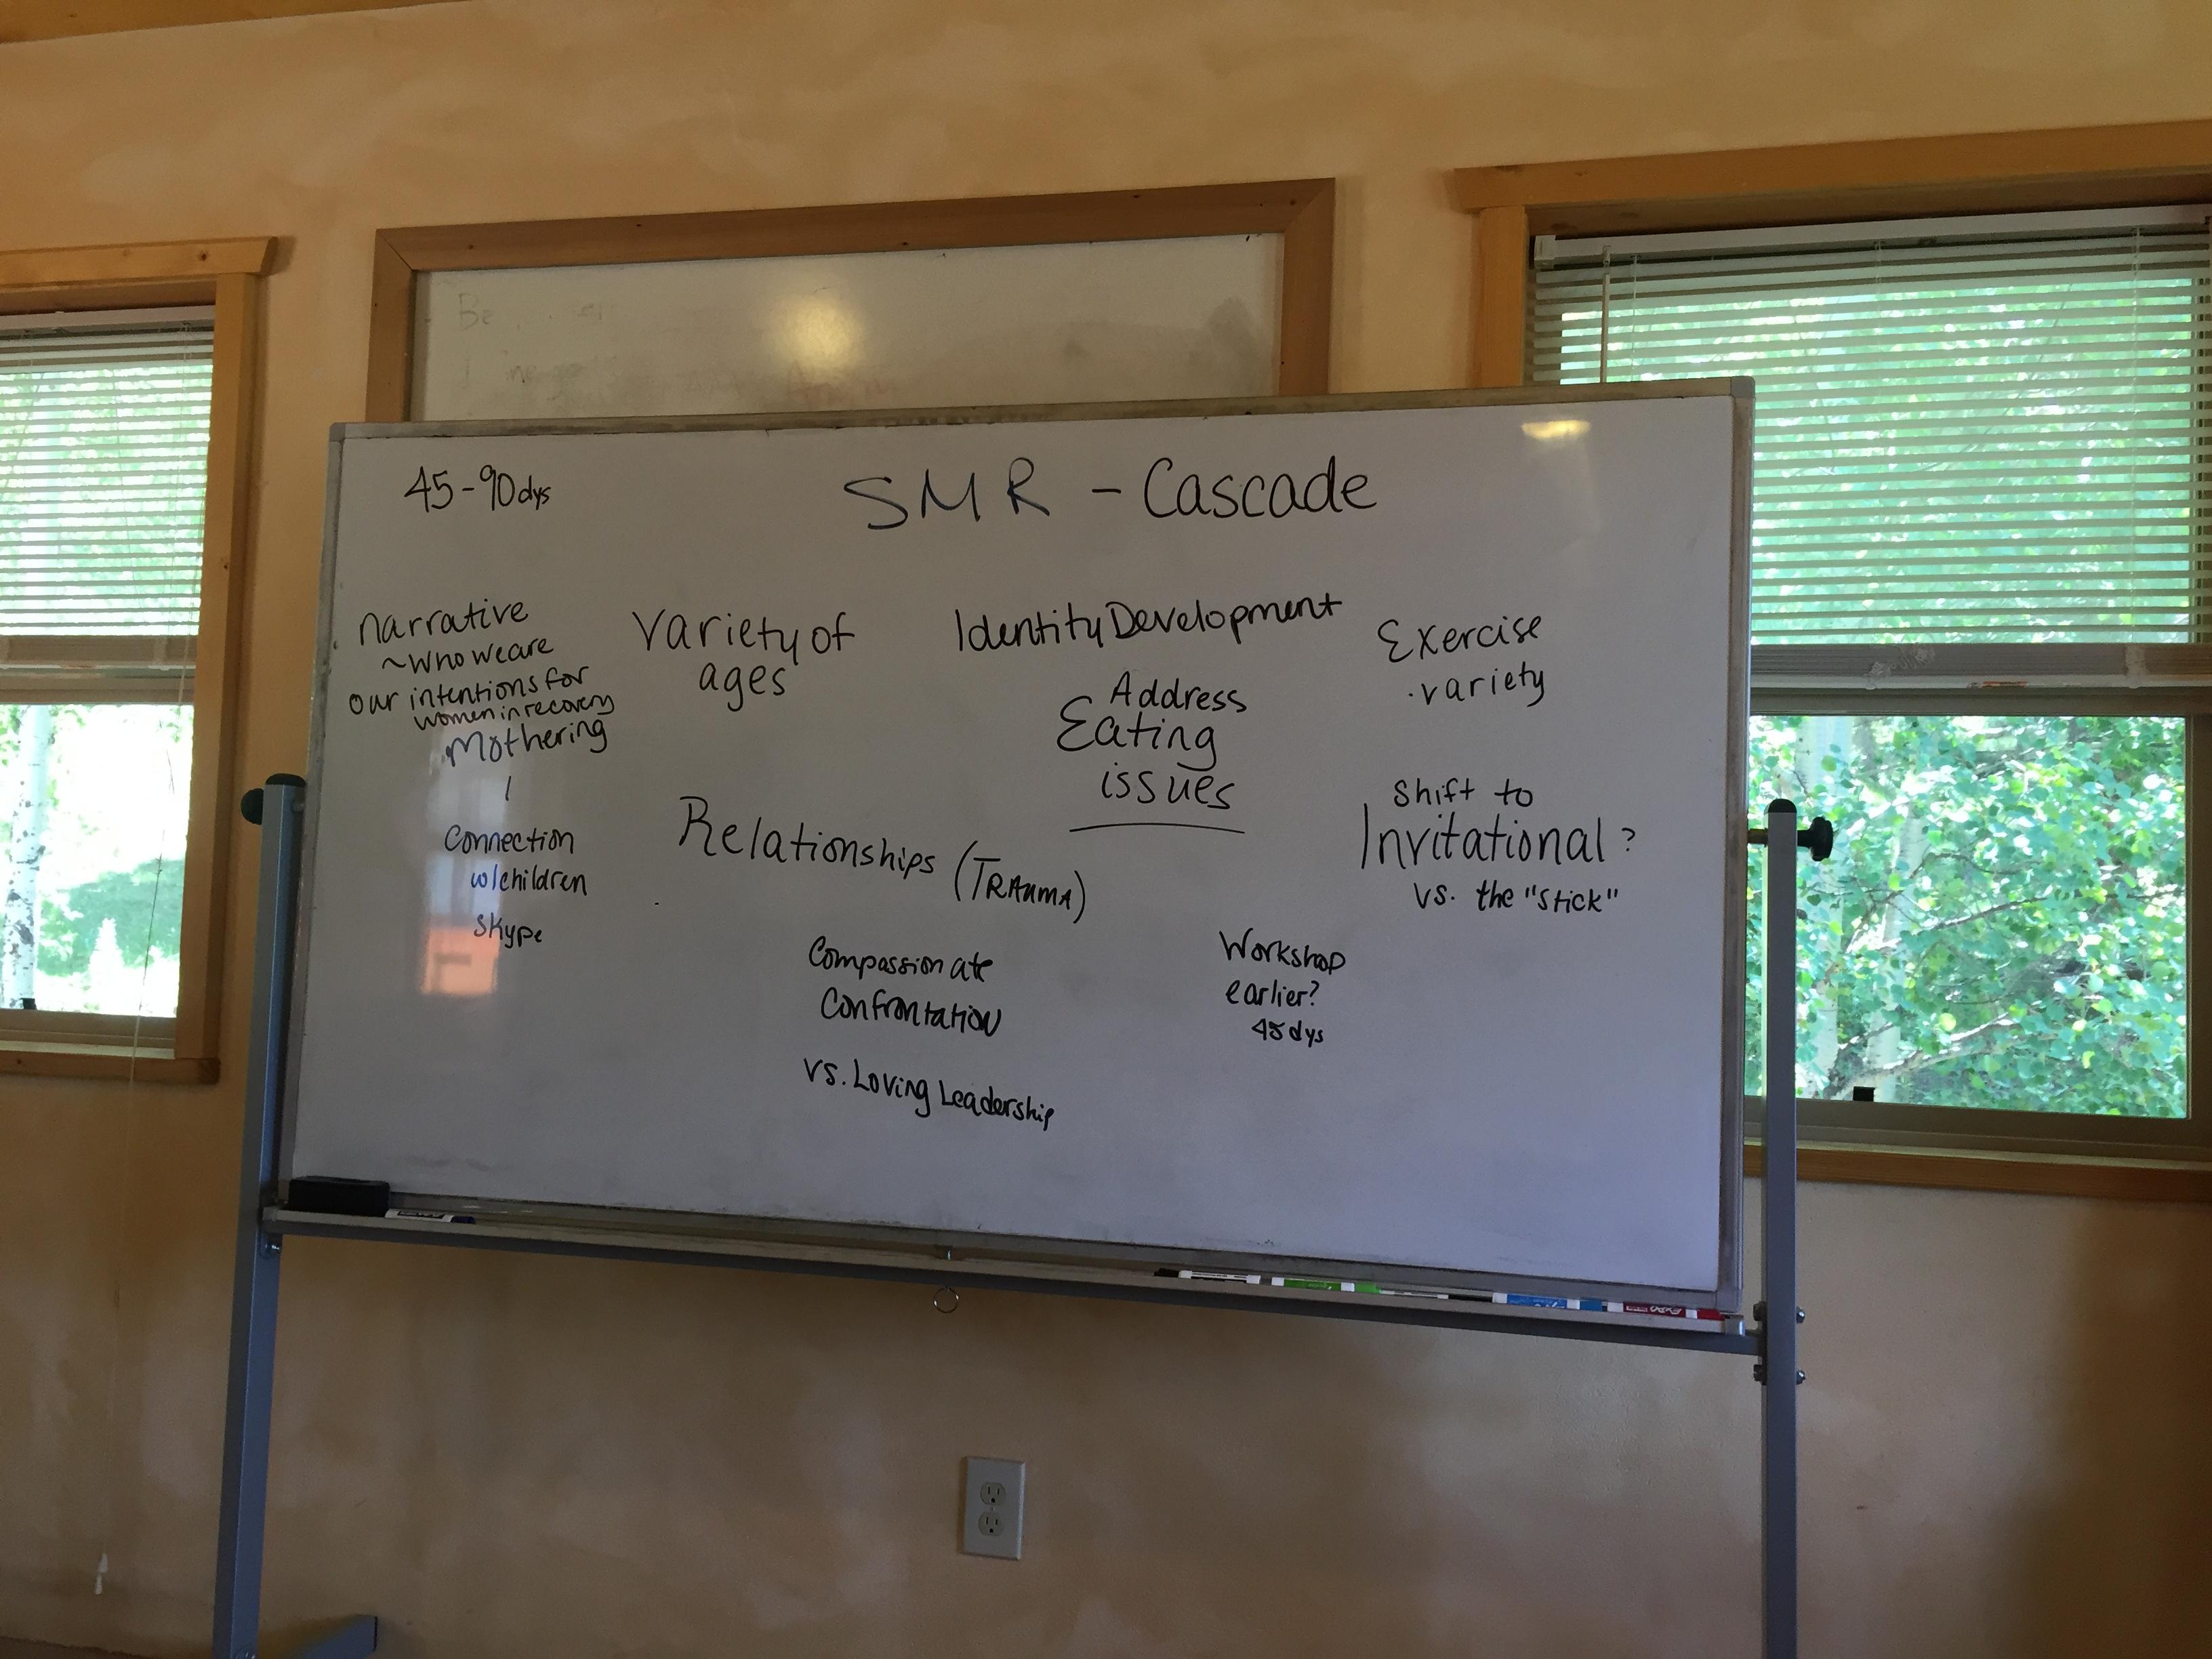 45-90dys
SMR - Cascade
narrative
~Who we are
our intentions for
women in recovery
Mothering
Connection
w/children
Skype
Variety of
ages
Identity Development
Address
Eating
issues
Exercise
·variety
Relationships (TRAUMA)
Shift to
Invitational?
vs. the "stick"
Compassionate
Confrontation
vs. Loving Leadership
Workshop
earlier?
45dys
Be